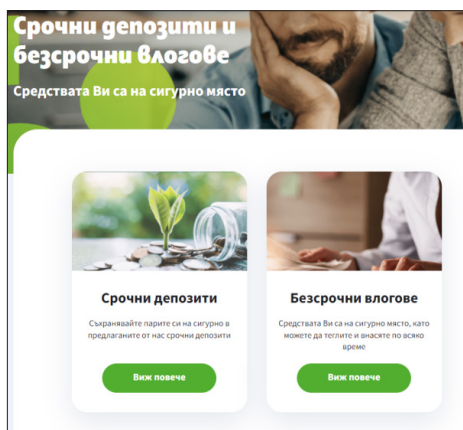 Срочни депозити и
безсрочни влогове
Средствата Ви са на сигурно място
Срочни депозити
Съхранявайте парите си на сигурно в
предлаганите от нас срочни депозити
Виж повече
Безсрочни влогове
Средствата Ви са на сигурно място, като
можете да теглите и внасяте по всяко
време
Виж повече